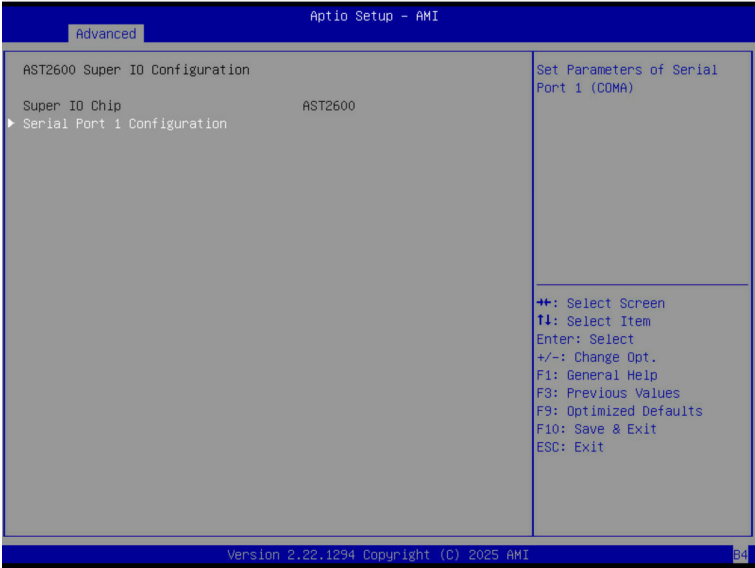 Aptio Setup – AMI
Advanced
AST2600 Super IO Configuration
Super IO Chip AST2600
▶ Serial Port 1 Configuration
Set Parameters of Serial
Port 1 (COMA)
→←: Select Screen
↑↓: Select Item
Enter: Select
+/-: Change Opt.
F1: General Help
F3: Previous Values
F9: Optimized Defaults
F10: Save & Exit
ESC: Exit
Version 2.22.1294 Copyright (C) 2025 AMI
B4